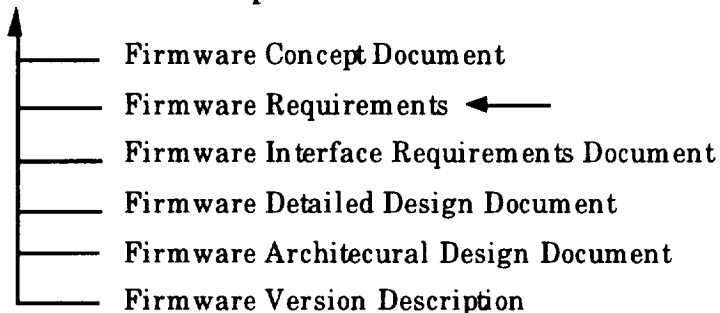 Firmware Concept Document
Firmware Requirements
Firmware Interface Requirements Document
Firmware Detailed Design Document
Firmware Architecural Design Document
Firmware Version Description